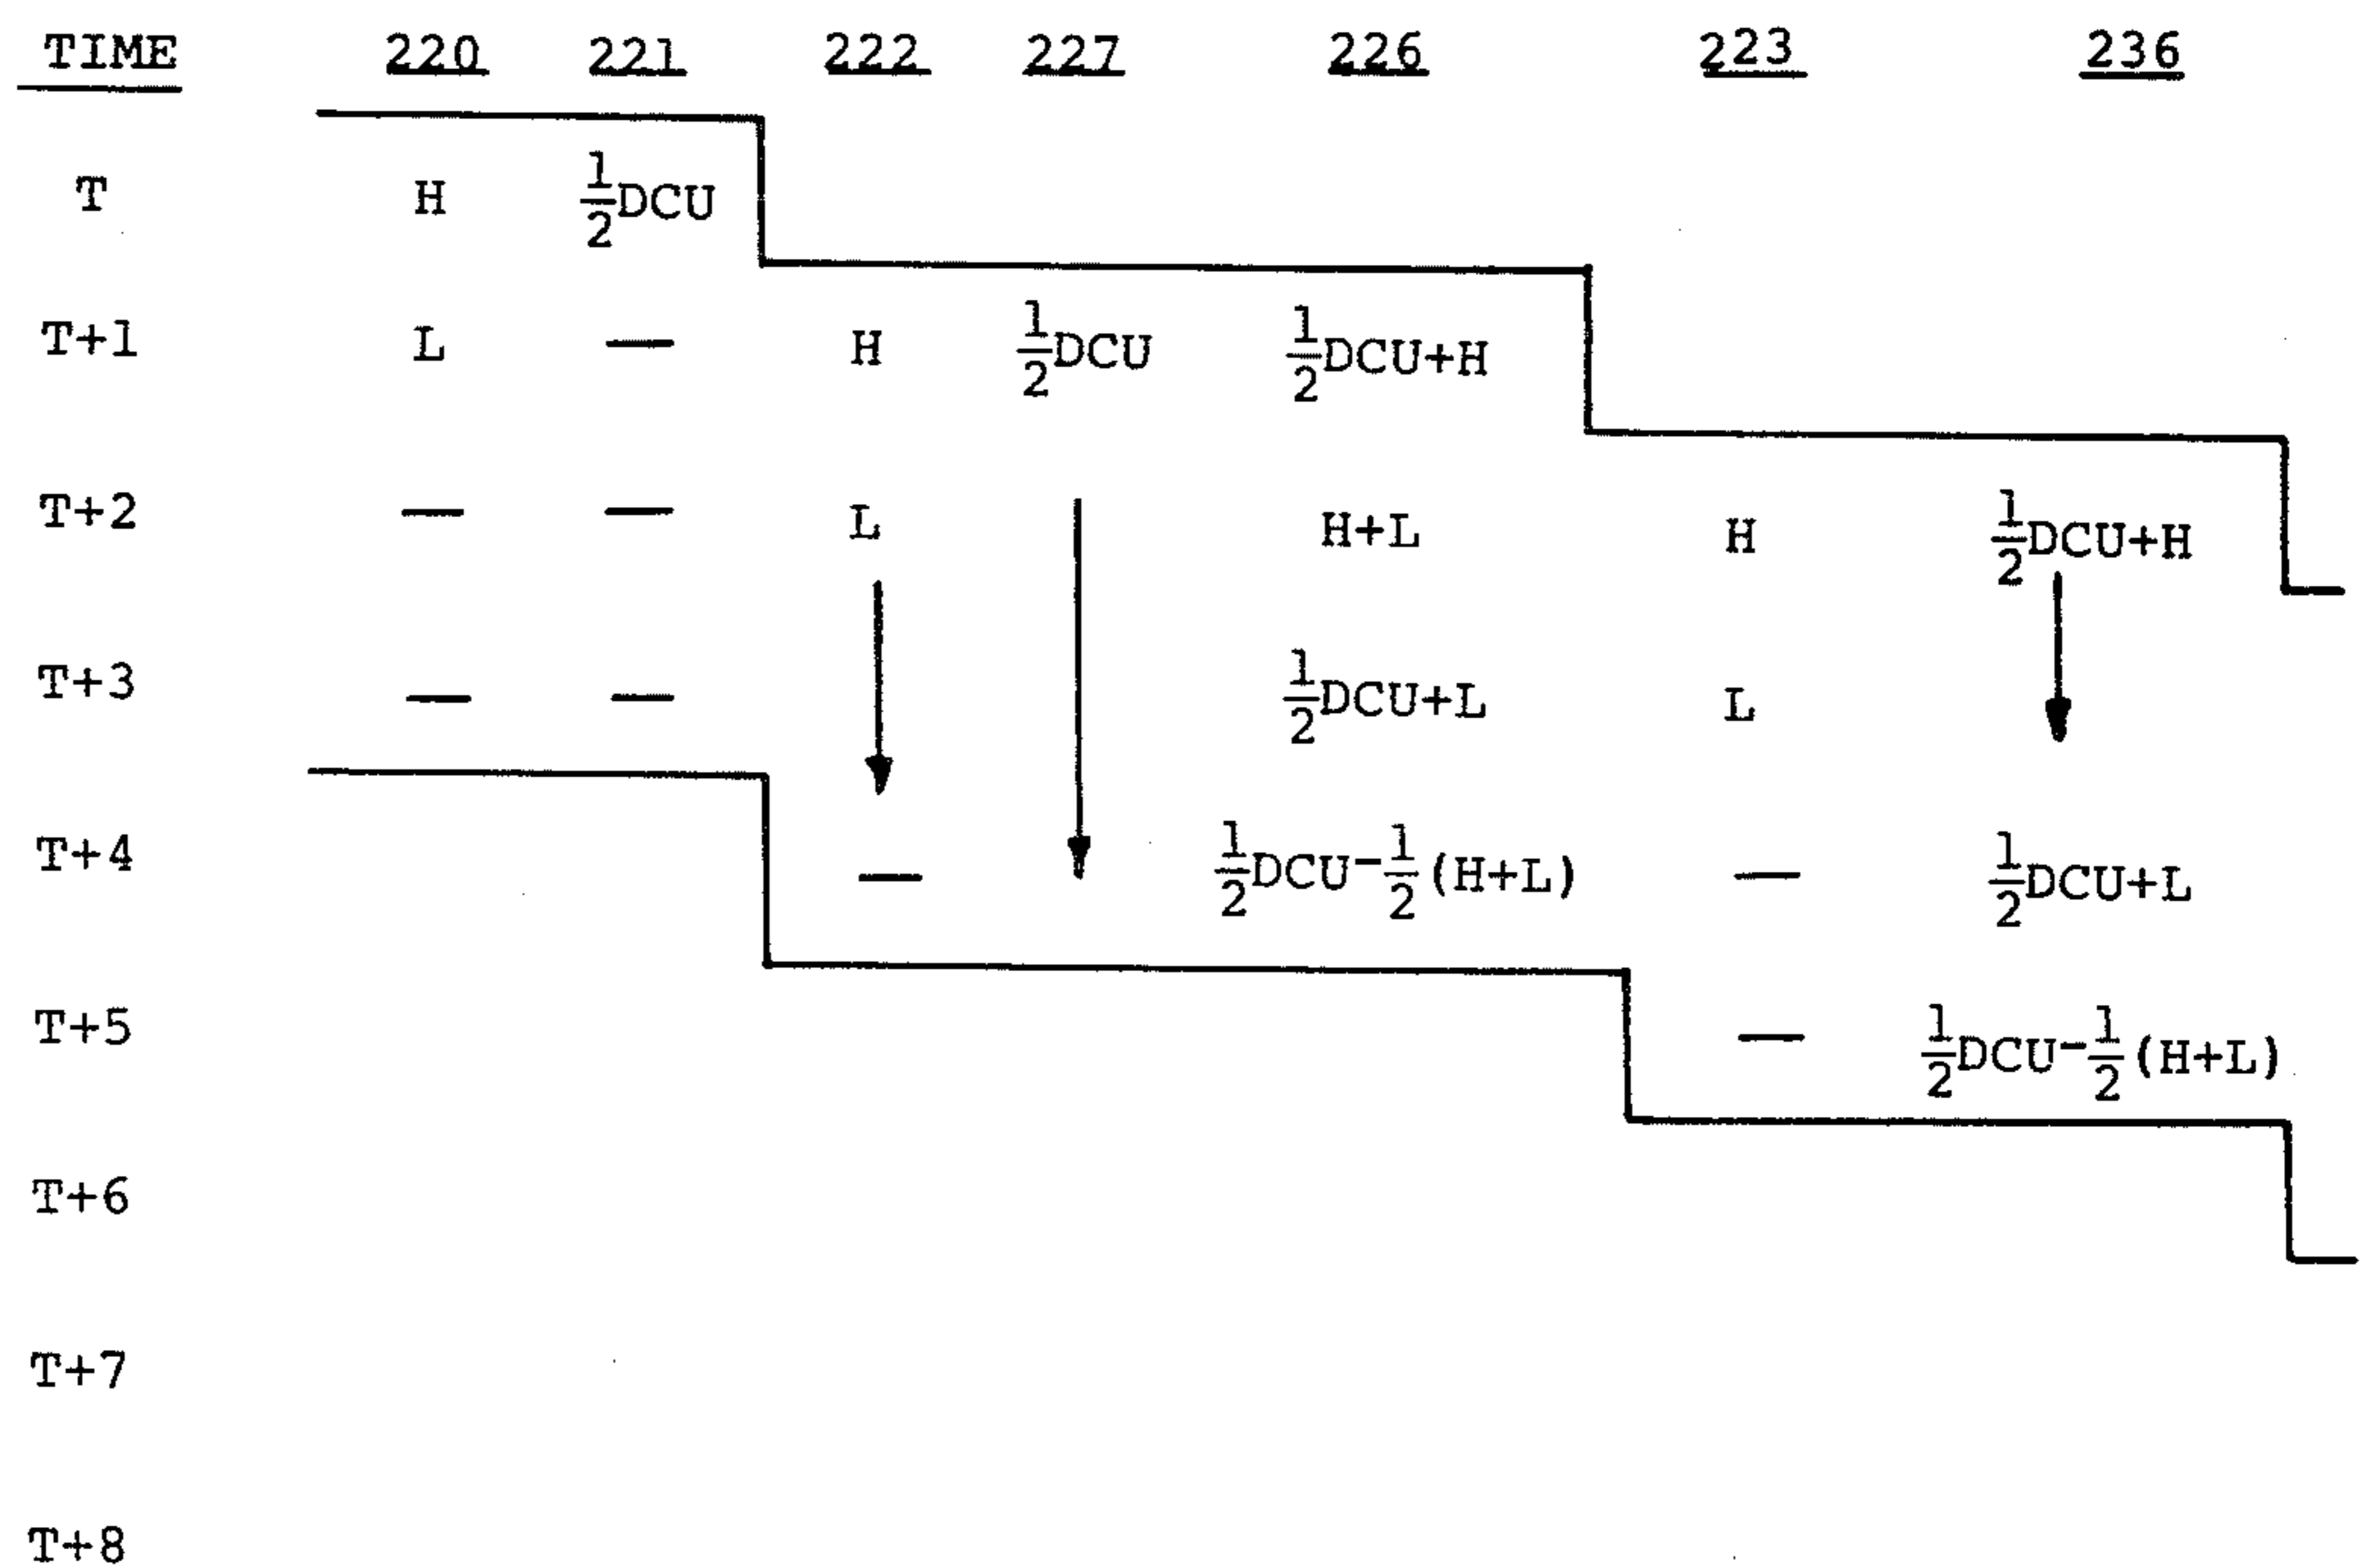 TIME 220 221 222 227 226 223 236
T H ½DCU
T+1 L — H ½DCU ½DCU+H
T+2 — — L H+L H ½DCU+H
T+3 — — ½DCU+L L
T+4 — ½DCU-½(H+L) — ½DCU+L
T+5 — ½DCU-½(H+L)
T+6
T+7
T+8